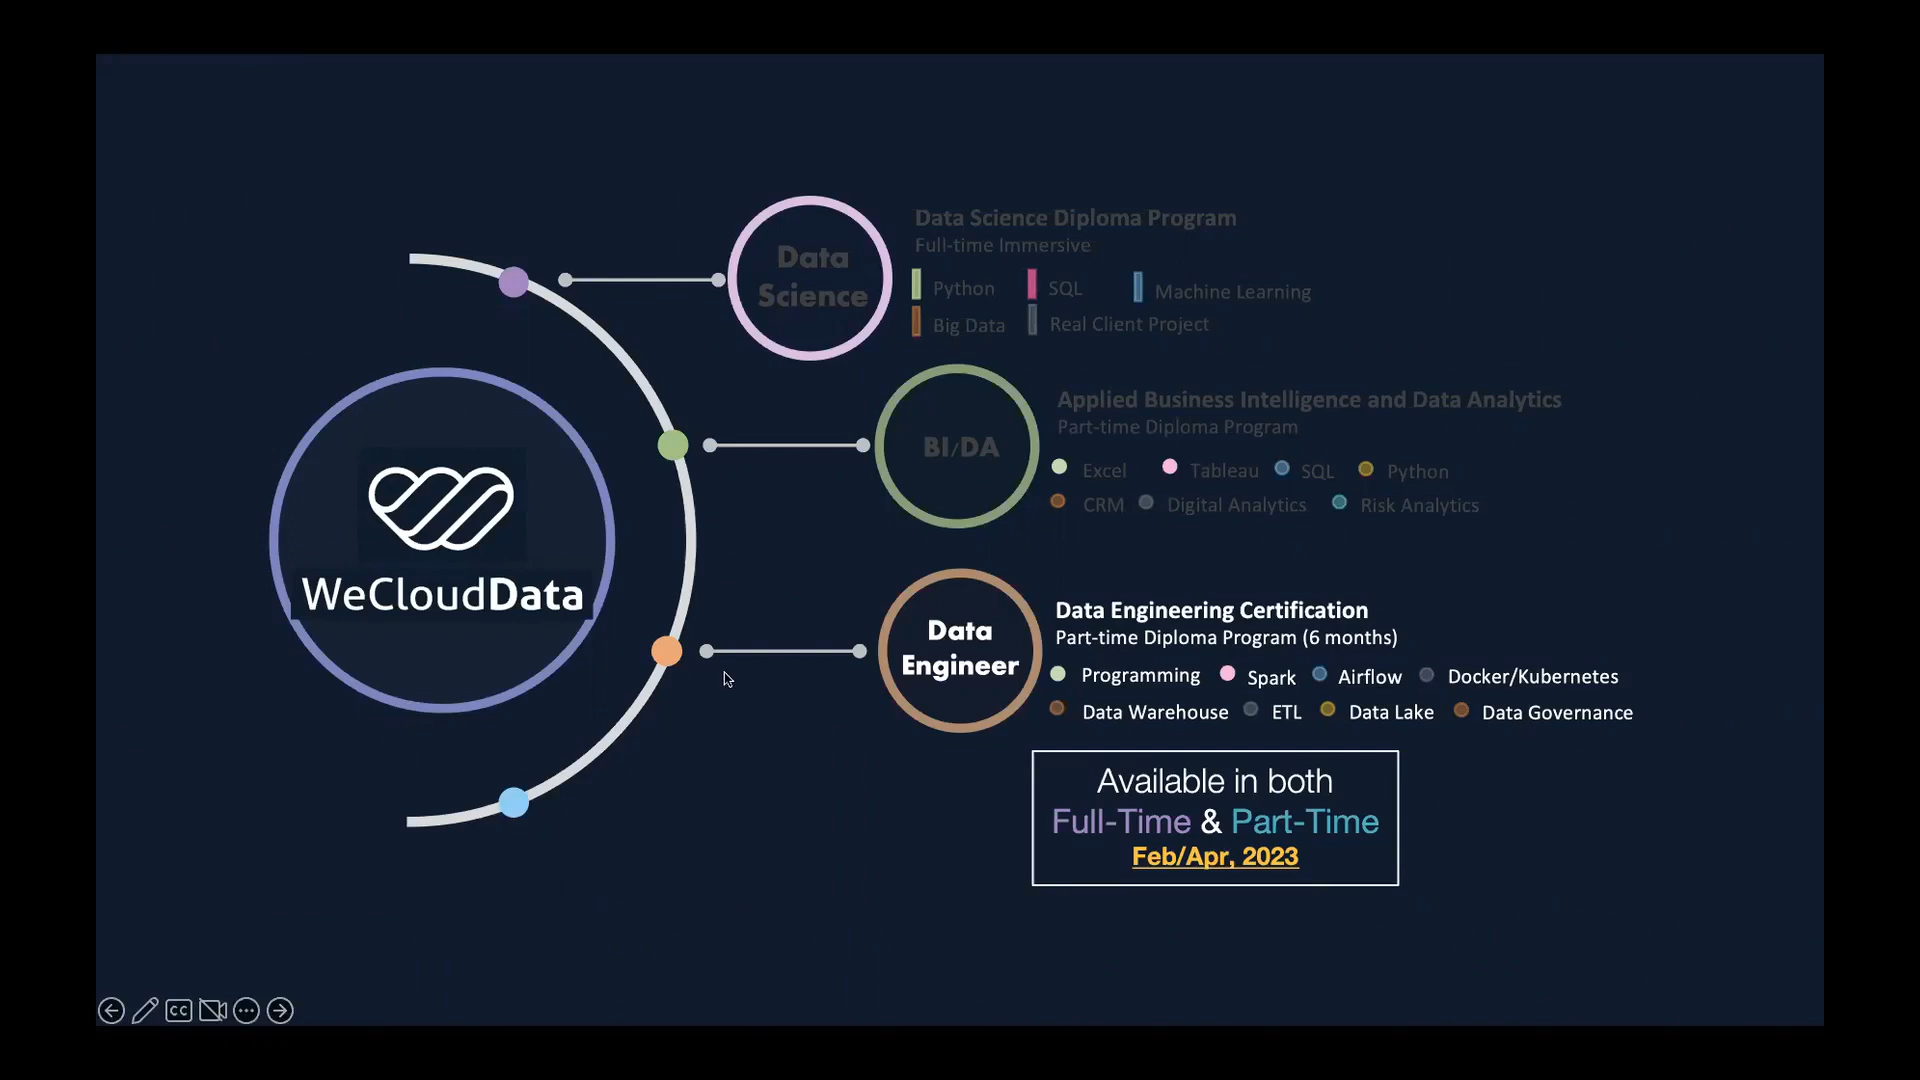 Data
Science
Data Science Diploma Program
Full-time Immersive
Python SQL Machine Learning
Big Data Real Client Project
BI/DA
Applied Business Intelligence and Data Analytics
Part-time Diploma Program
Excel Tableau SQL Python
CRM Digital Analytics Risk Analytics
WeCloudData
Data
Engineer
Data Engineering Certification
Part-time Diploma Program (6 months)
Programming Spark Airflow Docker/Kubernetes
Data Warehouse ETL Data Lake Data Governance
Available in both
Full-Time & Part-Time
Feb/Apr, 2023
CC